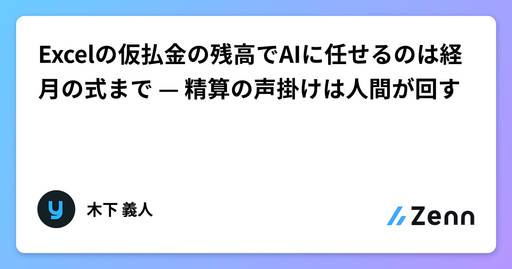 Excelの仮払金の残高でAIに任せるのは経
月の式まで — 精算の声掛けは人間が回す
y
木下 義人
Zenn